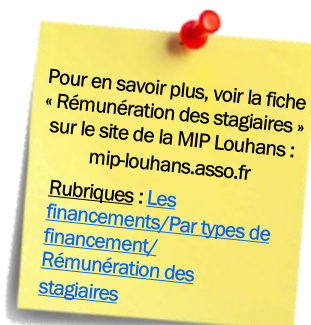 Pour en savoir plus, voir la fiche
« Rémunération des stagiaires »
sur le site de la MIP Louhans :
mip-louhans.asso.fr
Rubriques : Les
financements/Par types de
financement/
Rémunération des
stagiaires